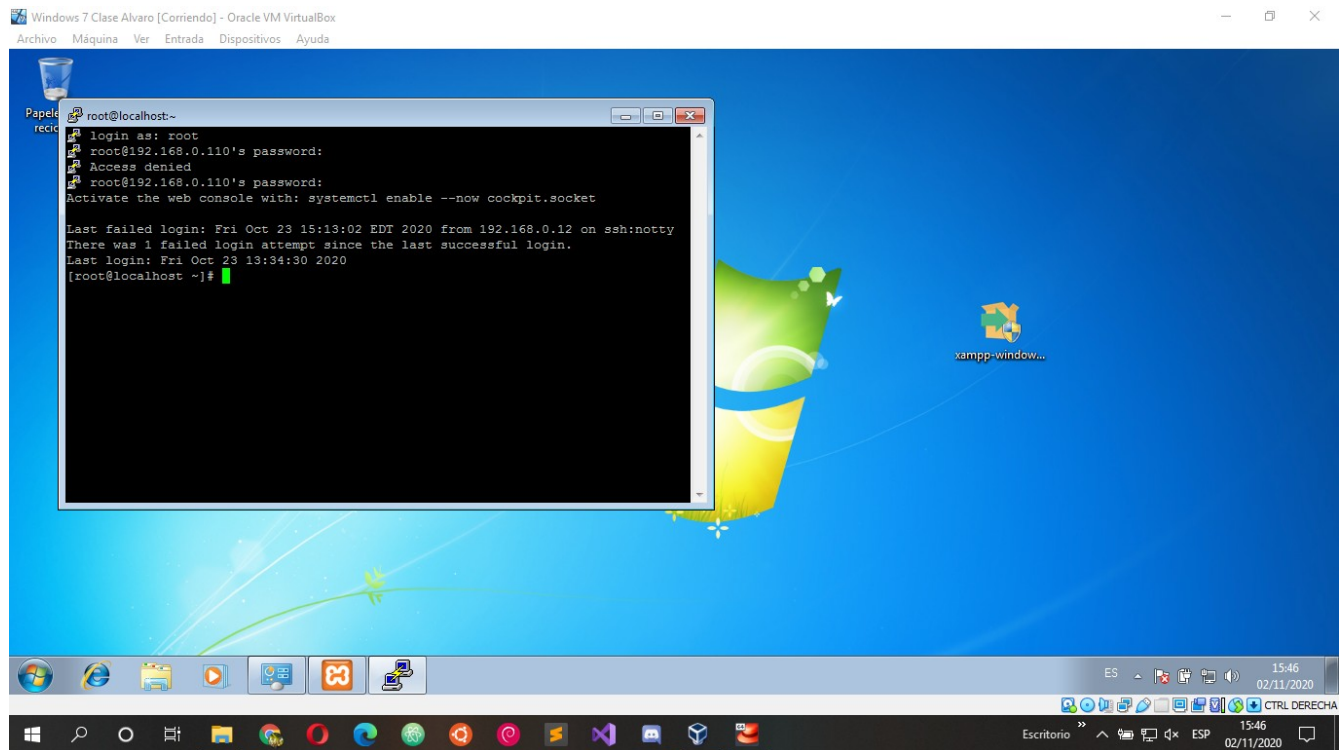 Windows 7 Clase Alvaro [Corriendo] - Oracle VM VirtualBox
Archivo Máquina Ver Entrada Dispositivos Ayuda
root@localhost:~
login as: root
root@192.168.0.110's password:
Access denied
root@192.168.0.110's password:
Activate the web console with: systemctl enable --now cockpit.socket
Last failed login: Fri Oct 23 15:13:02 EDT 2020 from 192.168.0.12 on ssh:notty
There was 1 failed login attempt since the last successful login.
Last login: Fri Oct 23 13:34:30 2020
[root@localhost ~]#
Papele
recic
xampp-window...
ES
15:46
02/11/2020
CTRL DERECHA
Escritorio
ESP
15:46
02/11/2020